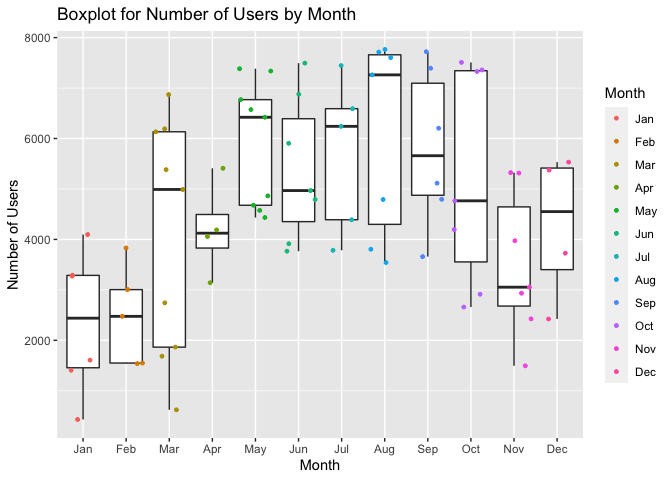 Boxplot for Number of Users by Month
8000
6000
4000
2000
Number of Users
Jan Feb Mar Apr May Jun Jul Aug Sep Oct Nov Dec
Month
Month
Jan
Feb
Mar
Apr
May
Jun
Jul
Aug
Sep
Oct
Nov
Dec